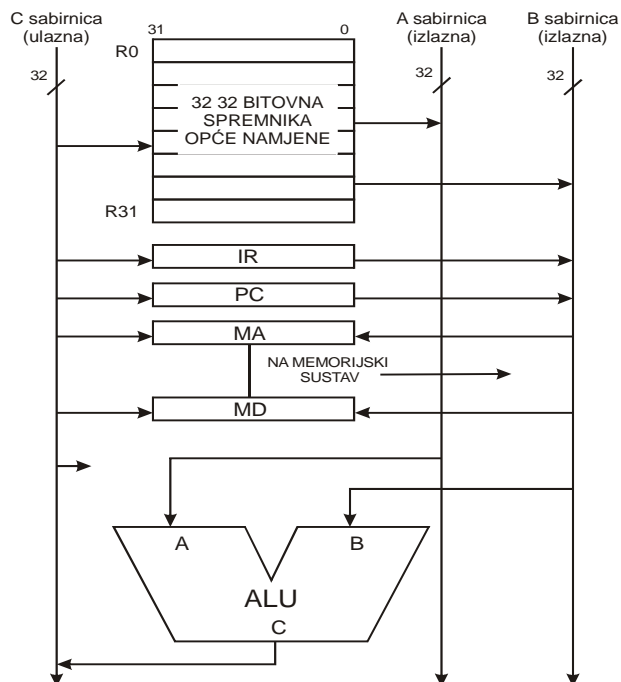 C sabirnica
(ulazna)
A sabirnica
(izlazna)
B sabirnica
(izlazna)
31
0
R0
32
32
32
32 32 BITOVNA
SPREMNIKA
OPĆE NAMJENE
R31
IR
PC
MA
NA MEMORIJSKI
SUSTAV
MD
A
B
ALU
C